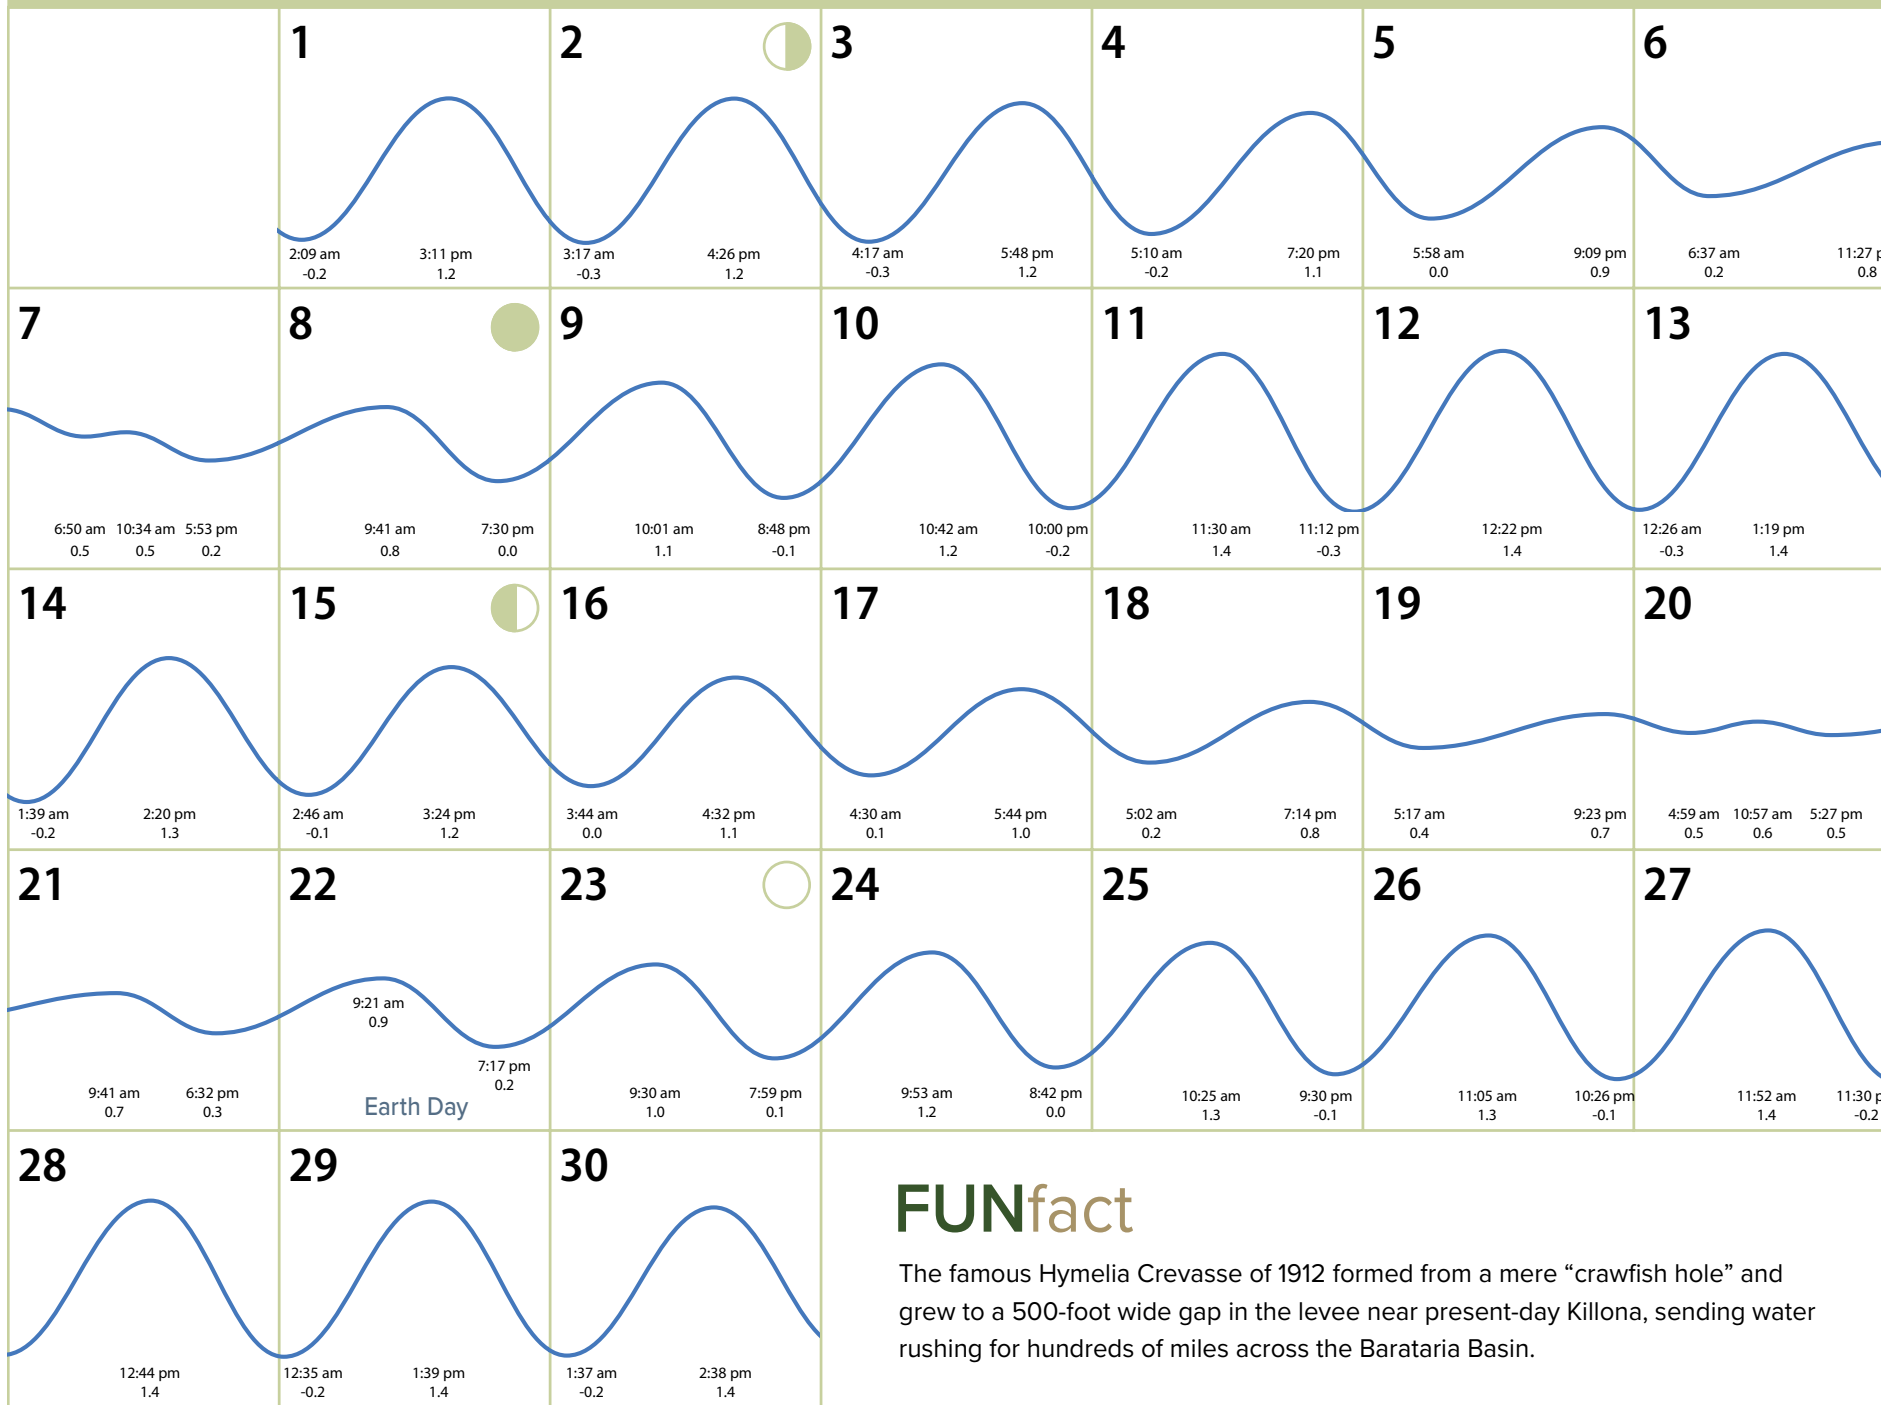 1 2 3 4 5 6
2:09 am 3:11 pm 3:17 am 4:26 pm 4:17 am 5:48 pm 5:10 am 7:20 pm 5:58 am 9:09 pm 6:37 am 11:27 p
-0.2 1.2 -0.3 1.2 -0.3 1.2 -0.2 1.1 0.0 0.9 0.2 0.8
7 8 9 10 11 12 13
6:50 am 10:34 am 5:53 pm 9:41 am 7:30 pm 10:01 am 8:48 pm 10:42 am 10:00 pm 11:30 am 11:12 pm 12:22 pm 12:26 am 1:19 pm
0.5 0.5 0.2 0.8 0.0 1.1 -0.1 1.2 -0.2 1.4 -0.3 1.4 -0.3 1.4
14 15 16 17 18 19 20
1:39 am 2:20 pm 2:46 am 3:24 pm 3:44 am 4:32 pm 4:30 am 5:44 pm 5:02 am 7:14 pm 5:17 am 9:23 pm 4:59 am 10:57 am 5:27 pm
-0.2 1.3 -0.1 1.2 0.0 1.1 0.1 1.0 0.2 0.8 0.4 0.7 0.5 0.6 0.5
21 22 23 24 25 26 27
9:21 am
0.9
7:17 pm
0.2
9:41 am 6:32 pm 9:30 am 7:59 pm 9:53 am 8:42 pm 10:25 am 9:30 pm 11:05 am 10:26 pm 11:52 am 11:30 p
0.7 0.3 1.0 0.1 1.2 0.0 1.3 -0.1 1.3 -0.1 1.4 -0.2
Earth Day
28 29 30
12:44 pm 12:35 am 1:39 pm 1:37 am 2:38 pm
1.4 -0.2 1.4 -0.2 1.4
FUNfact
The famous Hymelia Crevasse of 1912 formed from a mere “crawfish hole” and
grew to a 500-foot wide gap in the levee near present-day Killona, sending water
rushing for hundreds of miles across the Barataria Basin.